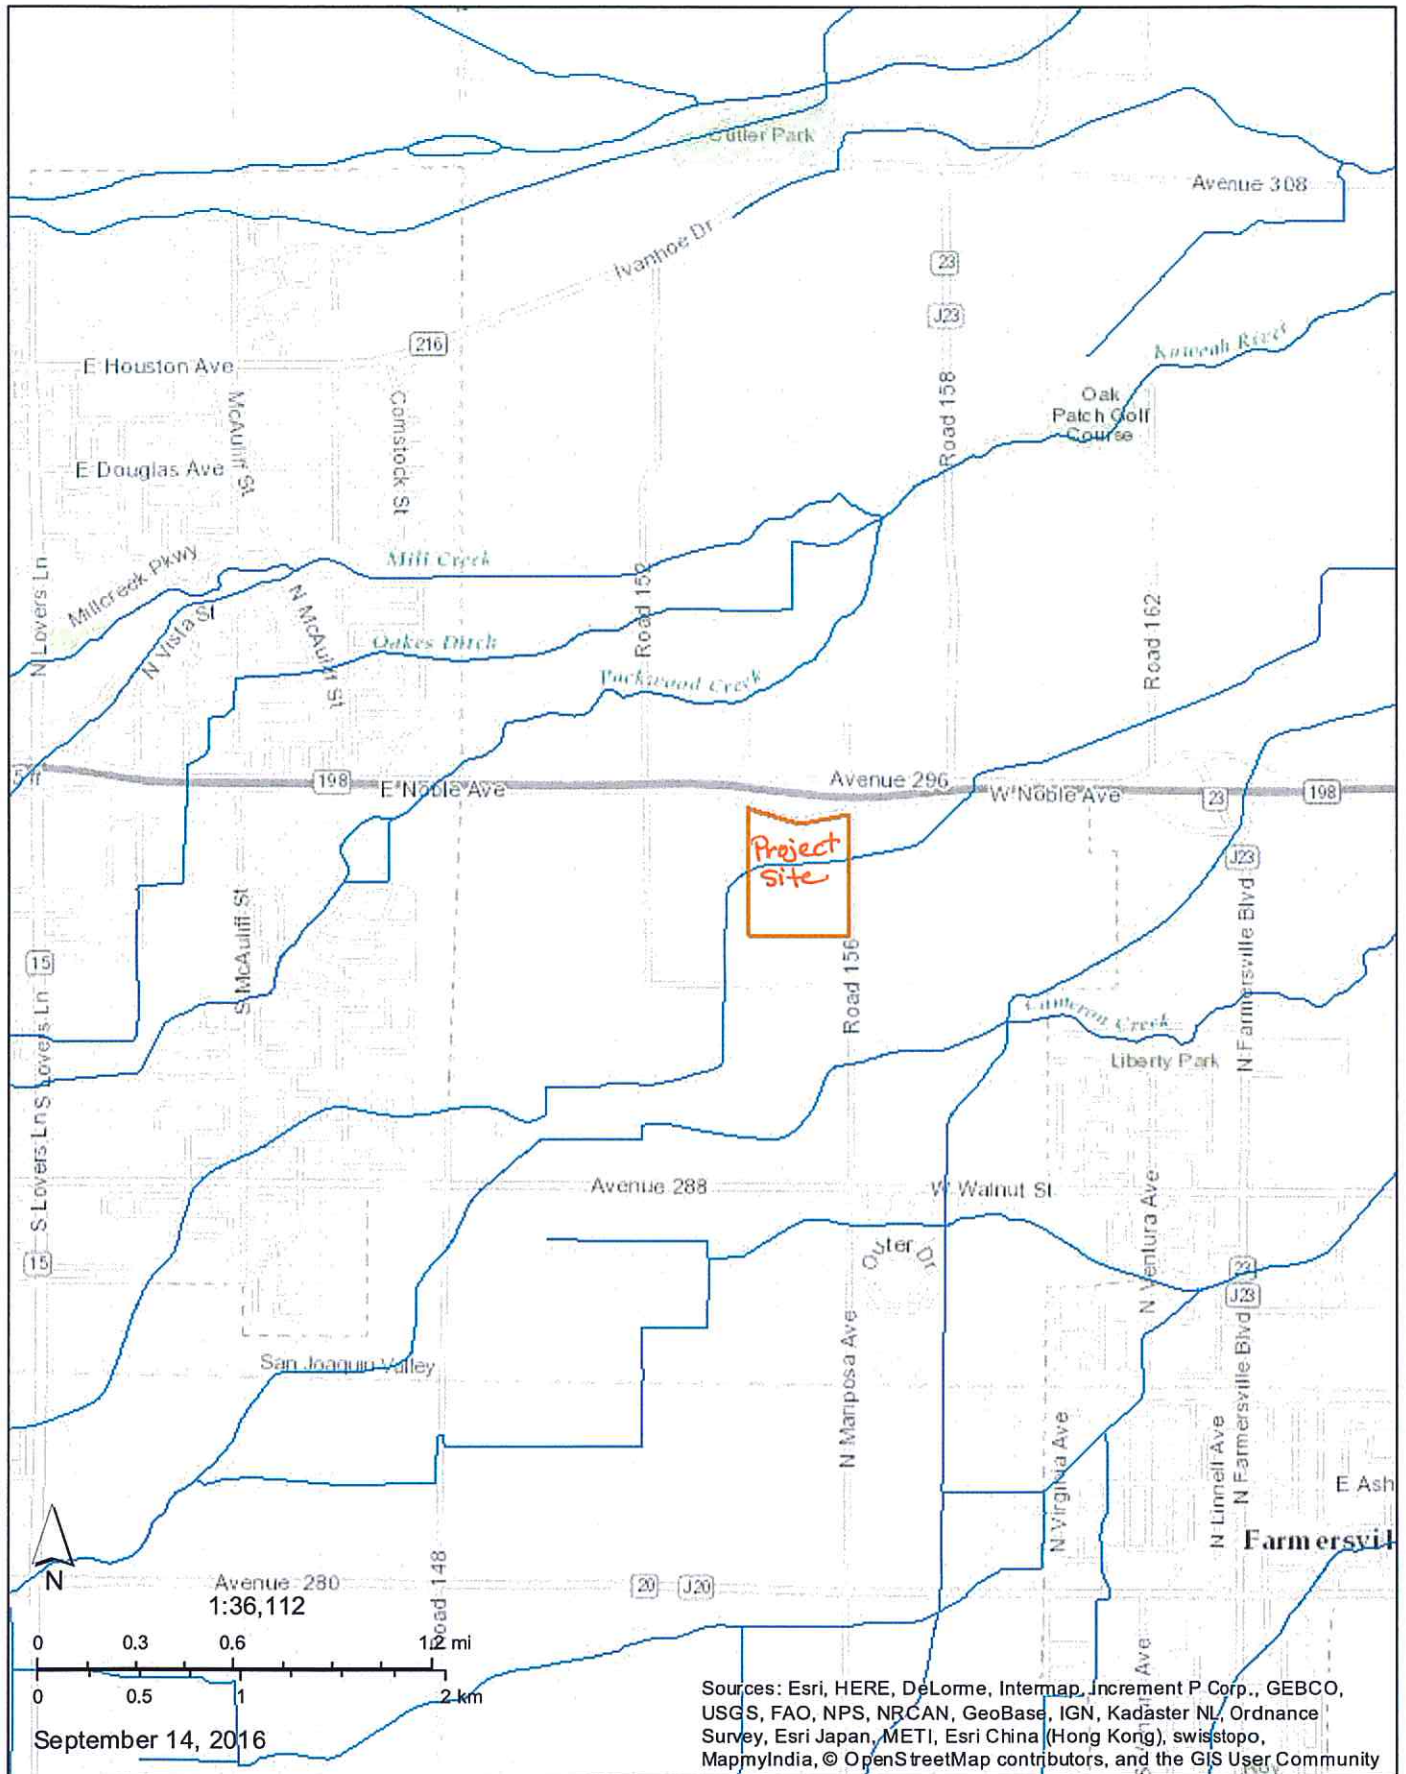 Cutler Park
Avenue 308
Ivanhoe Dr
23
J23
216
E Houston Ave
Kaweah River
Oak
Patch Golf
Course
McAuliff St
Comstock St
Road 158
E Douglas Ave
Mill Creek
Millcreek Pkwy
N Lovers Ln
N Vista St
N McAuliff St
Oakes Ditch
Road 152
Packwood Creek
Road 162
198
E Noble Ave
Avenue 296
W Noble Ave
23
198
Project
site
J23
15
S McAuliff St
Road 156
N Farmersville Blvd
Cameron Creek
Liberty Park
S Lovers Ln
S Lovers Ln
Avenue 288
W Walnut St
Outer Dr
N Ventura Ave
15
23
J23
San Joaquin Valley
N Mariposa Ave
N Virginia Ave
N Linnell Ave
N Farmersville Blvd
E Ash
Farmersvil
N
Avenue 280
Road 148
20
J20
1:36,112
0 0.3 0.6 1.2 mi
0 0.5 1 2 km
September 14, 2016
Sources: Esri, HERE, DeLorme, Intermap, increment P Corp., GEBCO,
USGS, FAO, NPS, NRCAN, GeoBase, IGN, Kadaster NL, Ordnance
Survey, Esri Japan, METI, Esri China (Hong Kong), swisstopo,
MapmyIndia, © OpenStreetMap contributors, and the GIS User Community